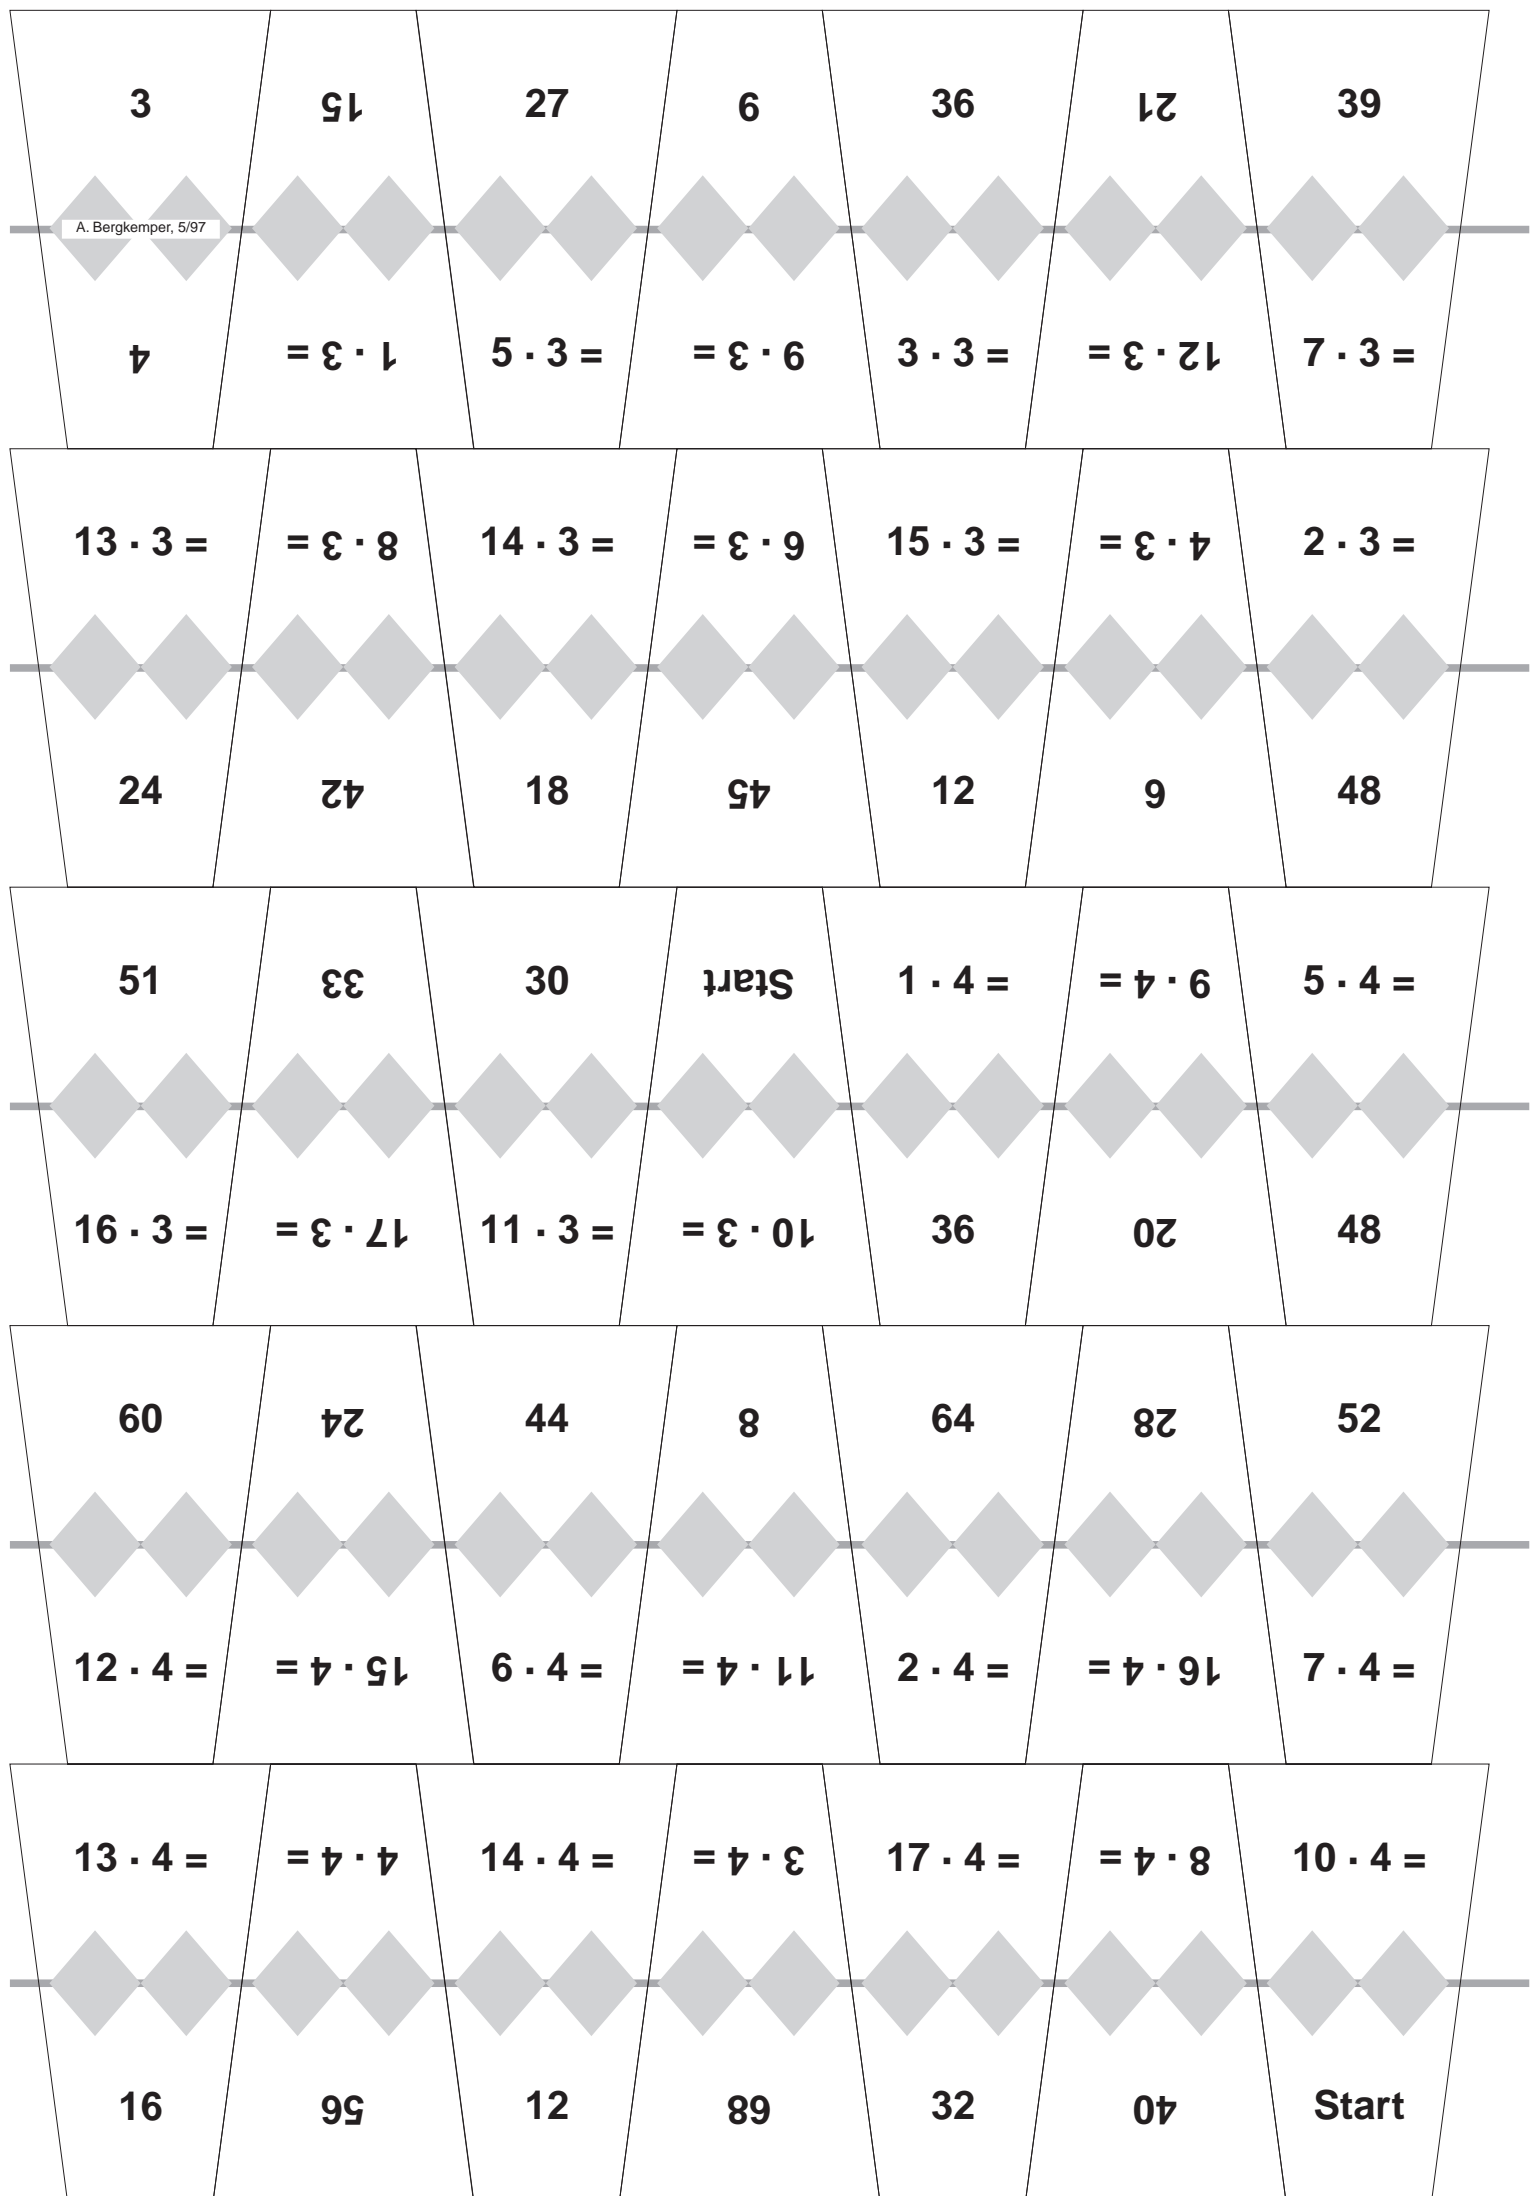 3 15 27 9 36 21 39
A. Bergkemper, 5/97
4 1 · 3 = 5 · 3 = 9 · 3 = 3 · 3 = 12 · 3 = 7 · 3 =
13 · 3 = 8 · 3 = 14 · 3 = 6 · 3 = 15 · 3 = 4 · 3 = 2 · 3 =
24 42 18 45 12 6 48
51 33 30 Start 1 · 4 = 9 · 4 = 5 · 4 =
16 · 3 = 17 · 3 = 11 · 3 = 10 · 3 = 36 20 48
60 24 44 8 64 28 52
12 · 4 = 15 · 4 = 6 · 4 = 11 · 4 = 2 · 4 = 16 · 4 = 7 · 4 =
13 · 4 = 4 · 4 = 14 · 4 = 3 · 4 = 17 · 4 = 8 · 4 = 10 · 4 =
16 56 12 68 32 40 Start